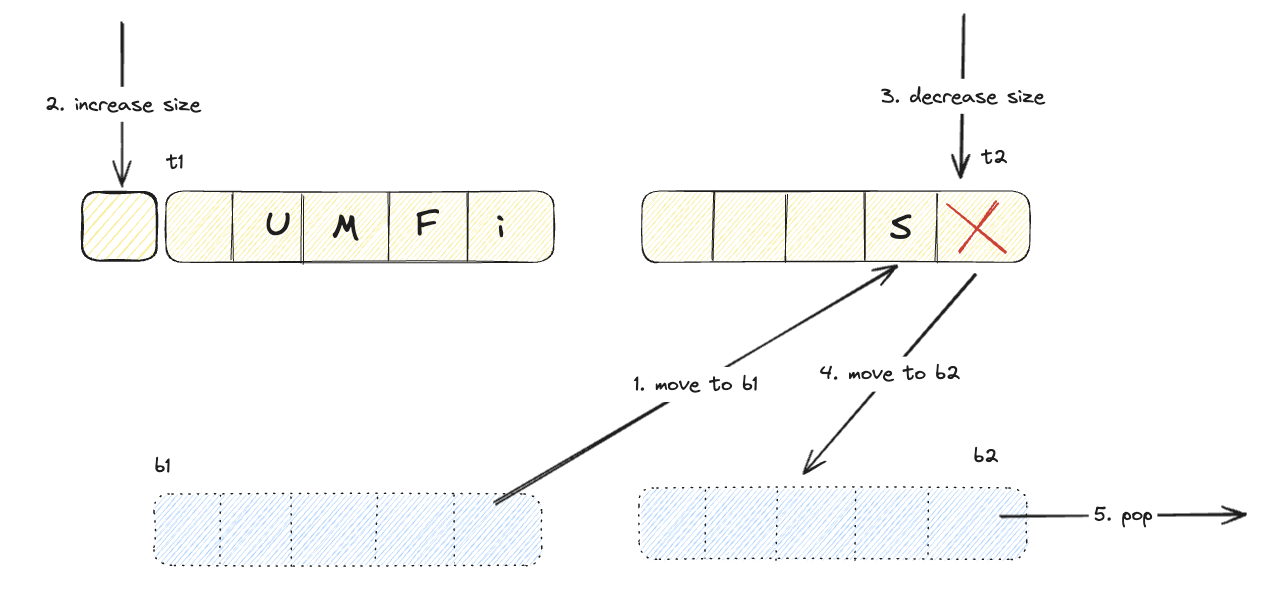 2. increase size
3. decrease size
t1
t2
U M F i
S
1. move to b1
4. move to b2
b1
b2
5. pop